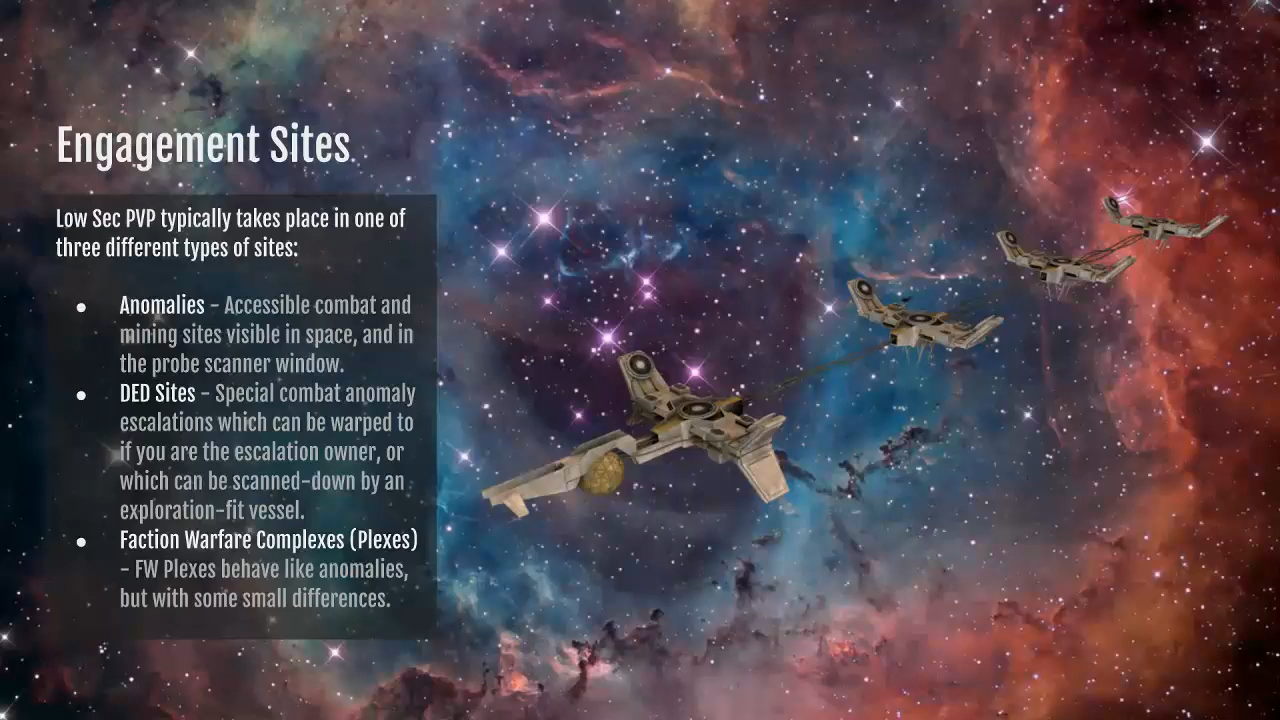 Engagement Sites
Low Sec PVP typically takes place in one of
three different types of sites:
● Anomalies – Accessible combat and
mining sites visible in space, and in
the probe scanner window.
● DED Sites – Special combat anomaly
escalations which can be warped to
if you are the escalation owner, or
which can be scanned-down by an
exploration-fit vessel.
● Faction Warfare Complexes (Plexes)
– FW Plexes behave like anomalies,
but with some small differences.